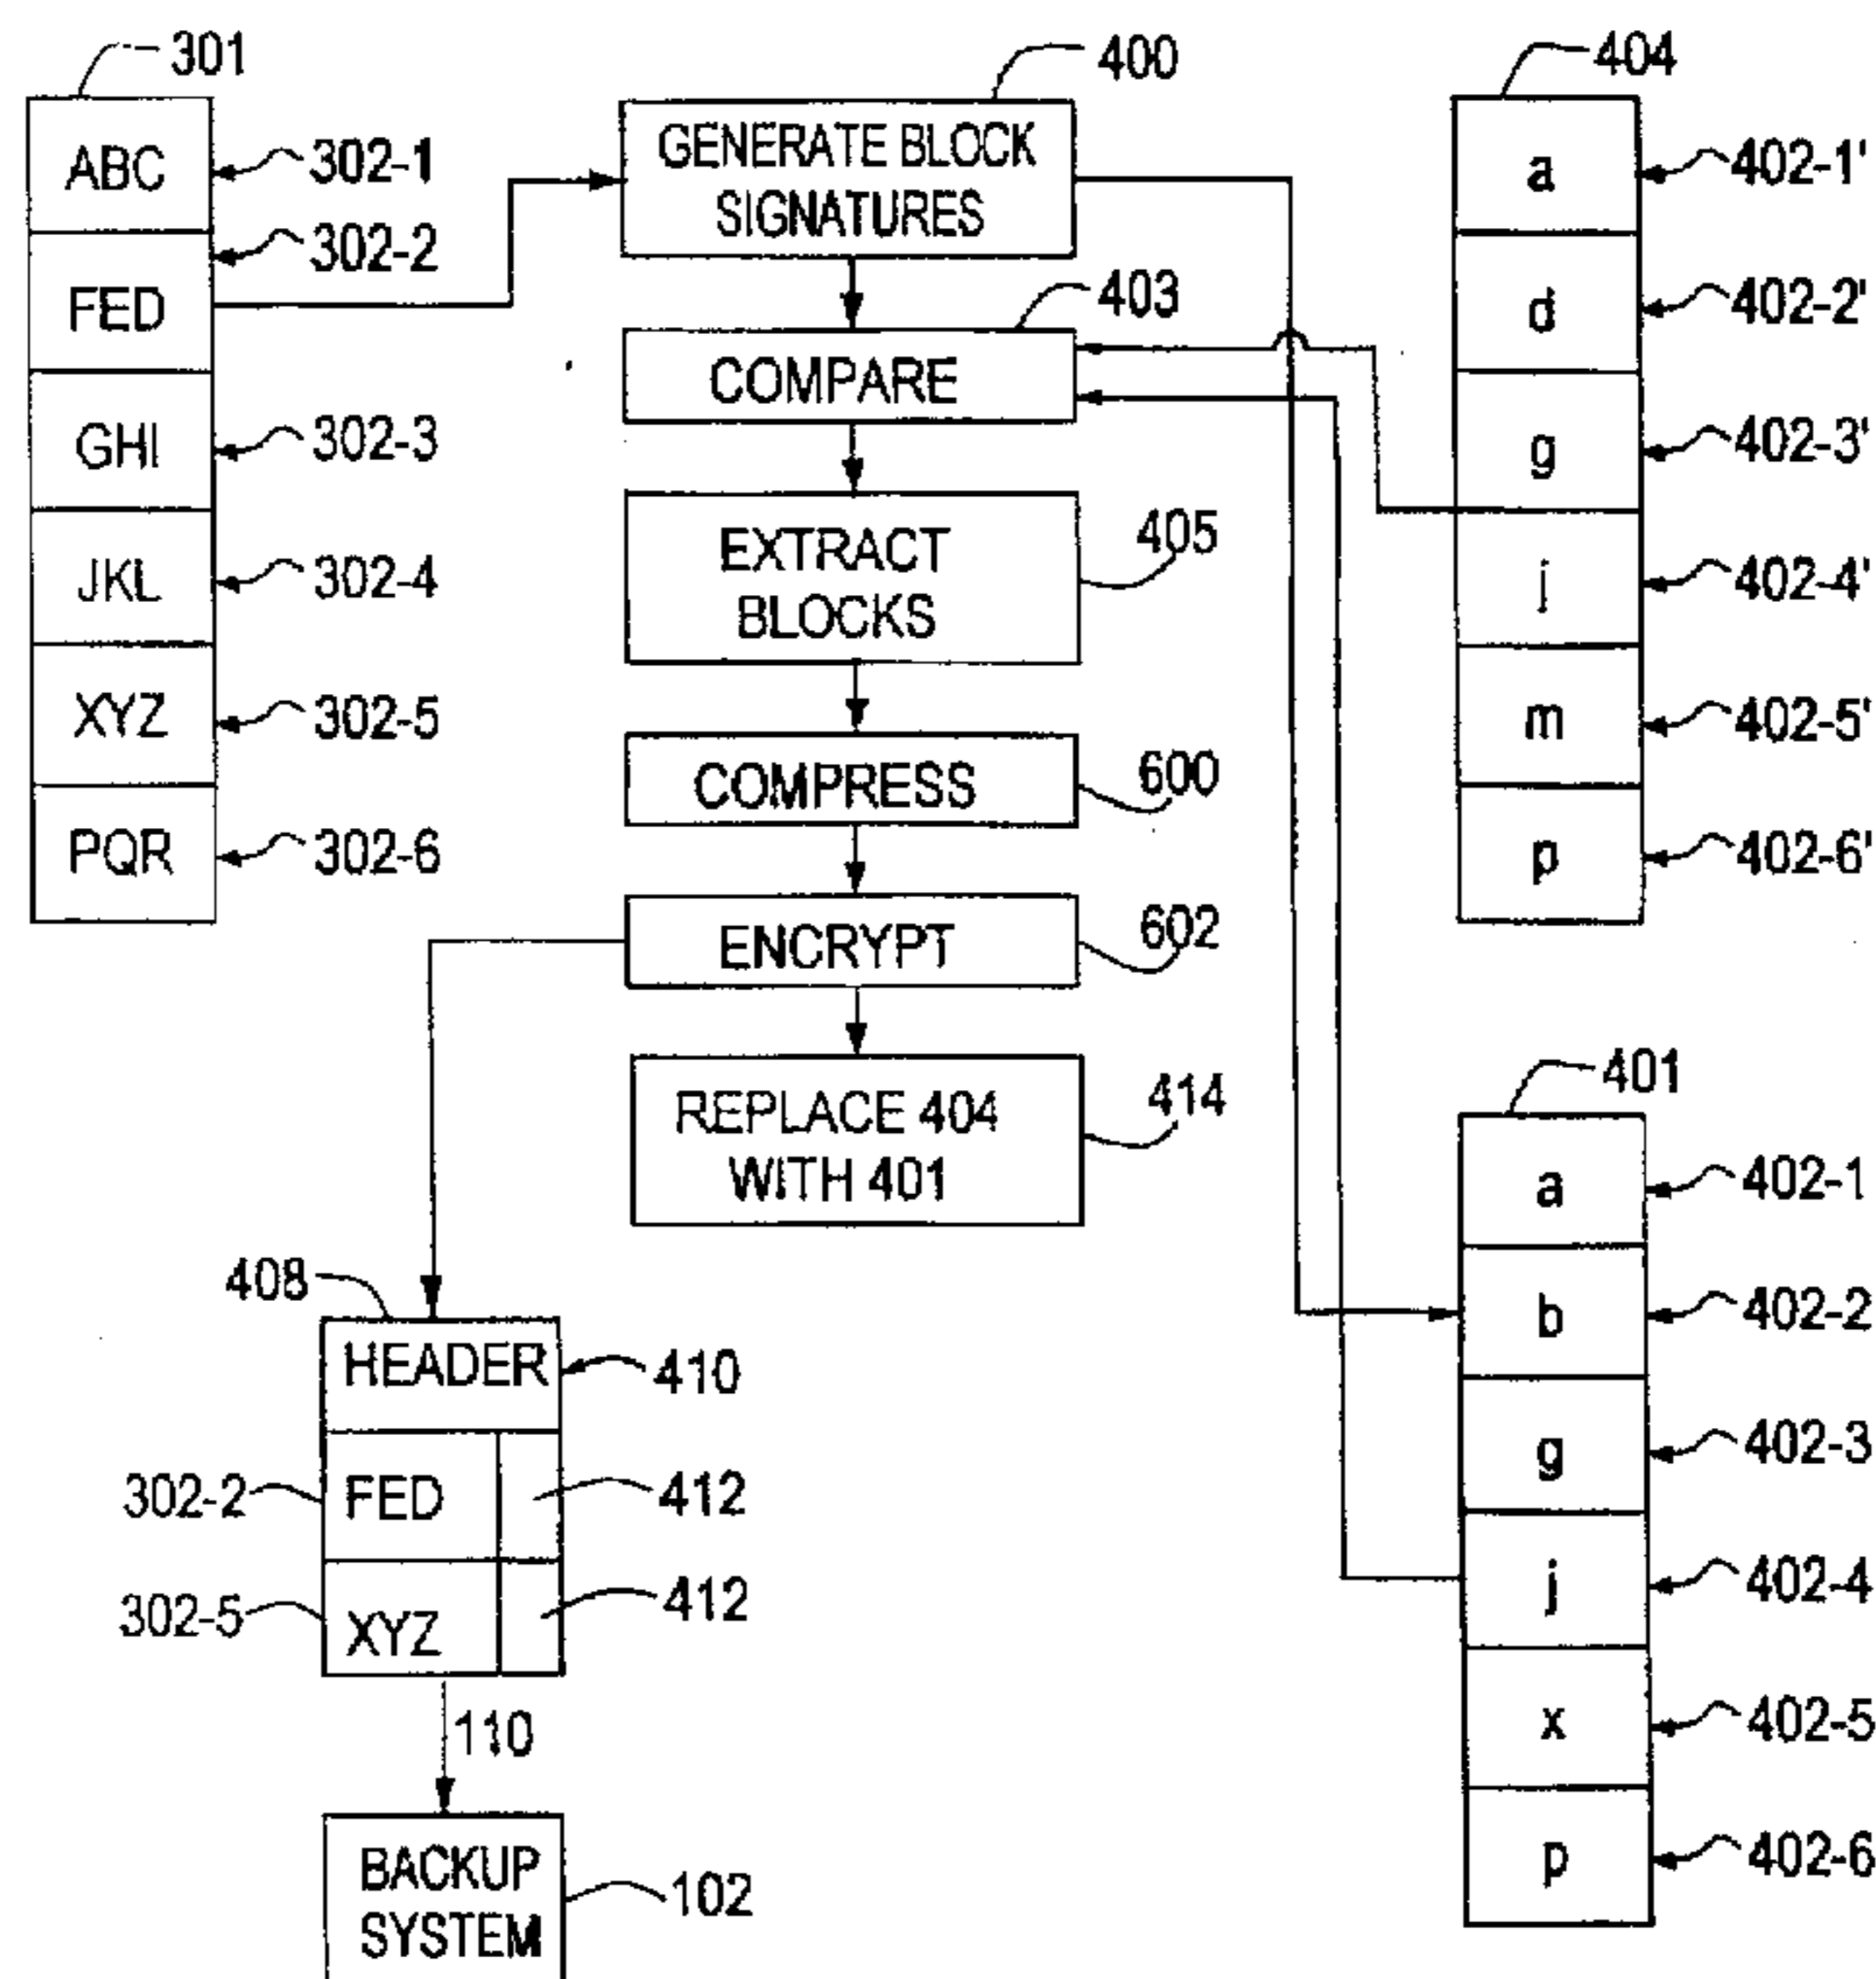 301
ABC
302-1
302-2
FED
GHI
302-3
JKL
302-4
XYZ
302-5
PQR
302-6
400
GENERATE BLOCK
SIGNATURES
403
COMPARE
EXTRACT
BLOCKS
405
COMPRESS
600
ENCRYPT
602
REPLACE 404
WITH 401
414
404
a
402-1'
d
402-2'
g
402-3'
j
402-4'
m
402-5'
p
402-6'
401
a
402-1
b
402-2
g
402-3
j
402-4
x
402-5
p
402-6
408
HEADER
410
302-2
FED
412
302-5
XYZ
412
110
BACKUP
SYSTEM
102